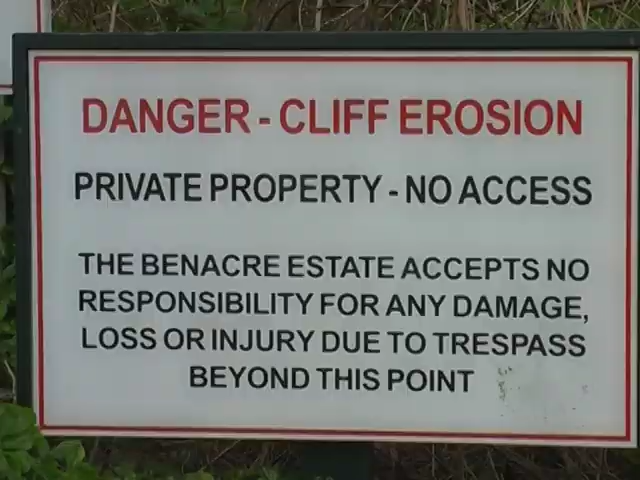 DANGER - CLIFF EROSION
PRIVATE PROPERTY - NO ACCESS
THE BENACRE ESTATE ACCEPTS NO
RESPONSIBILITY FOR ANY DAMAGE,
LOSS OR INJURY DUE TO TRESPASS
BEYOND THIS POINT